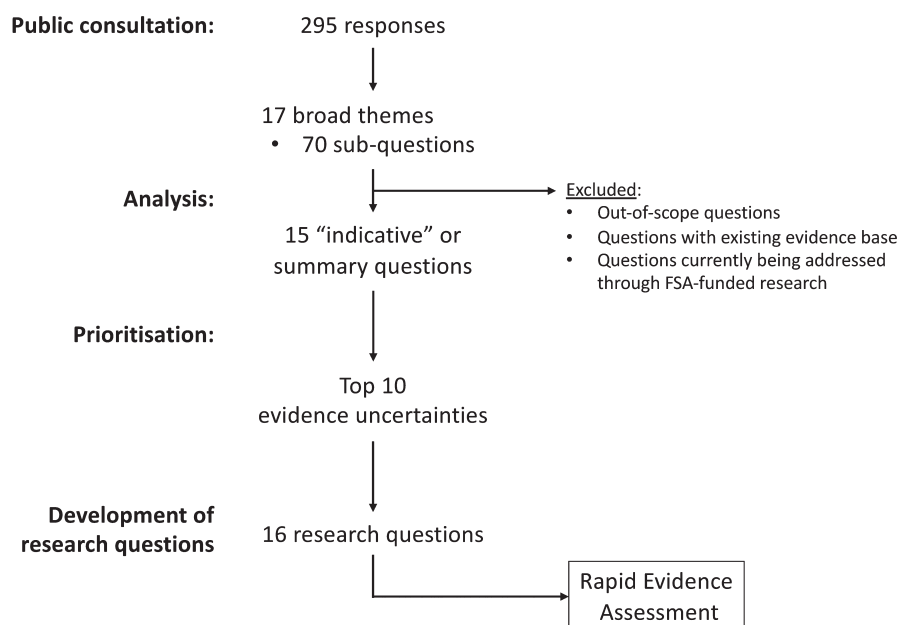 Public consultation:
295 responses
17 broad themes
• 70 sub-questions
Analysis:
Excluded:
• Out-of-scope questions
• Questions with existing evidence base
• Questions currently being addressed
through FSA-funded research
15 “indicative” or
summary questions
Prioritisation:
Top 10
evidence uncertainties
Development of
research questions
16 research questions
Rapid Evidence
Assessment